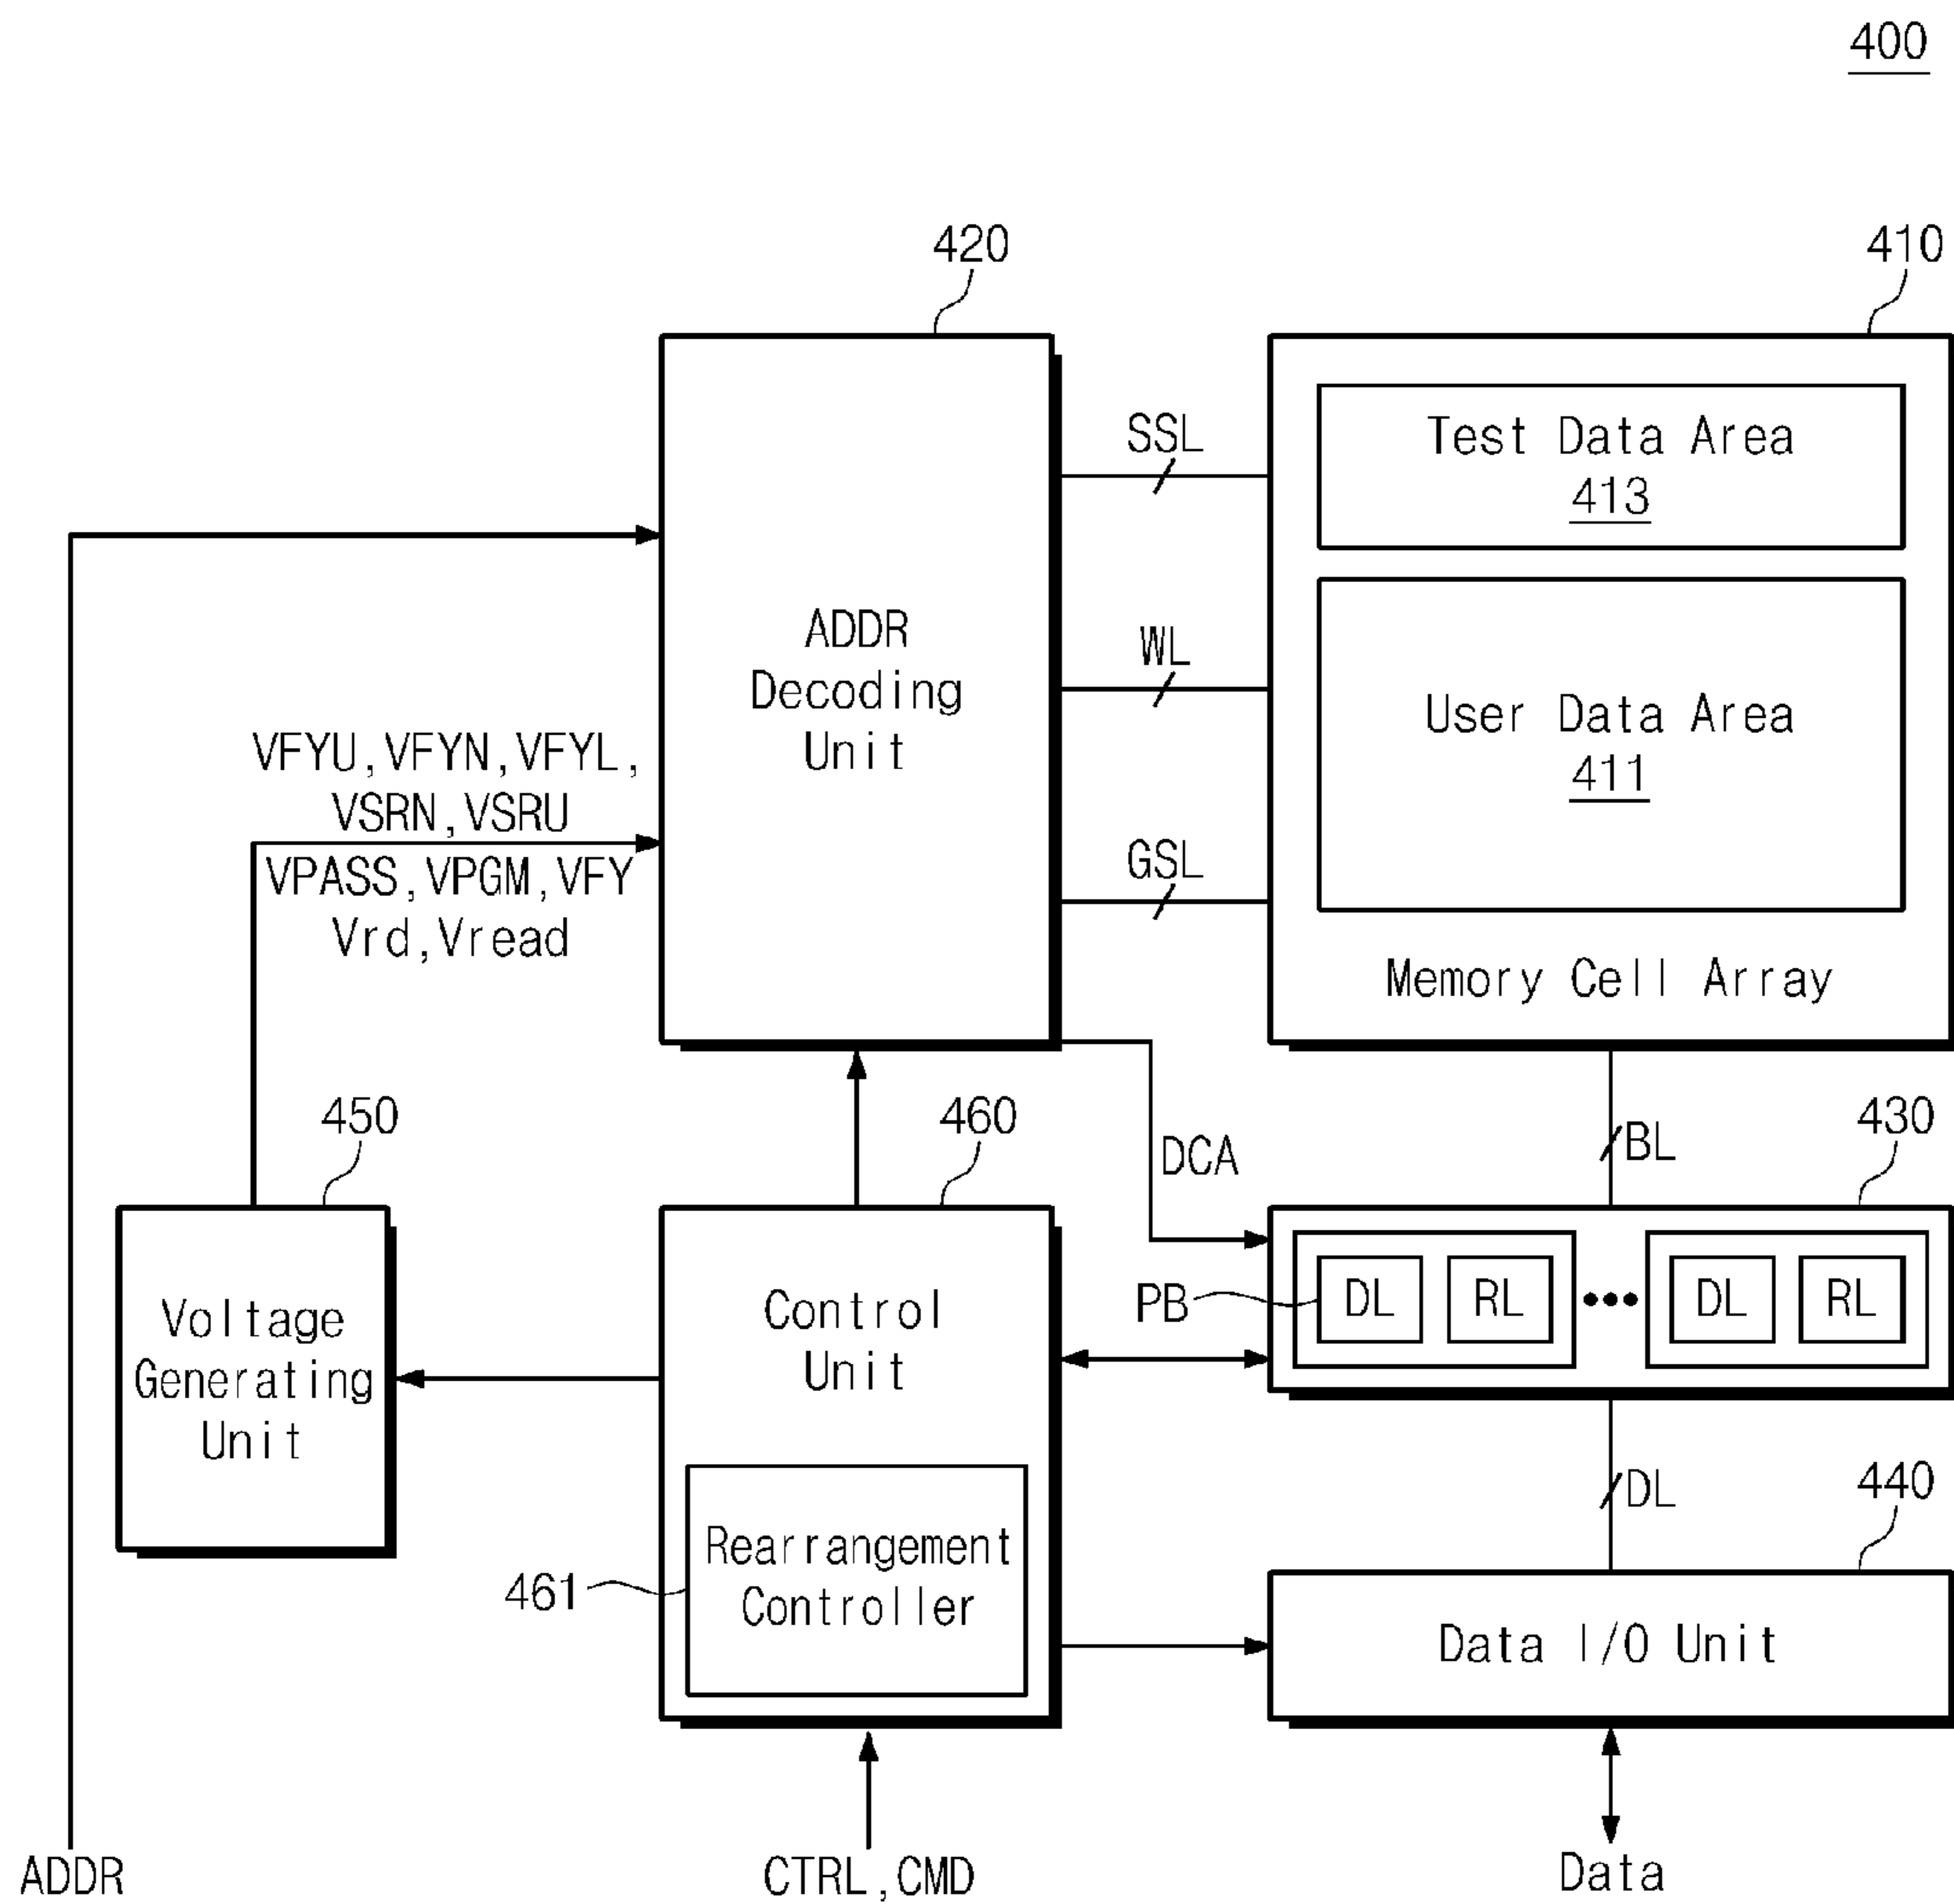 400
420
410
SSL
Test Data Area
413
ADDR
Decoding
Unit
WL
User Data Area
411
VFYU,VFYN,VFYL,
VSRN,VSRU
VPASS,VPGM,VFY
Vrd,Vread
GSL
Memory Cell Array
450
460
DCA
BL
430
Voltage
Generating
Unit
Control
Unit
PB
DL
RL
DL
RL
DL
440
461
Rearrangement
Controller
Data I/O Unit
ADDR
CTRL,CMD
Data